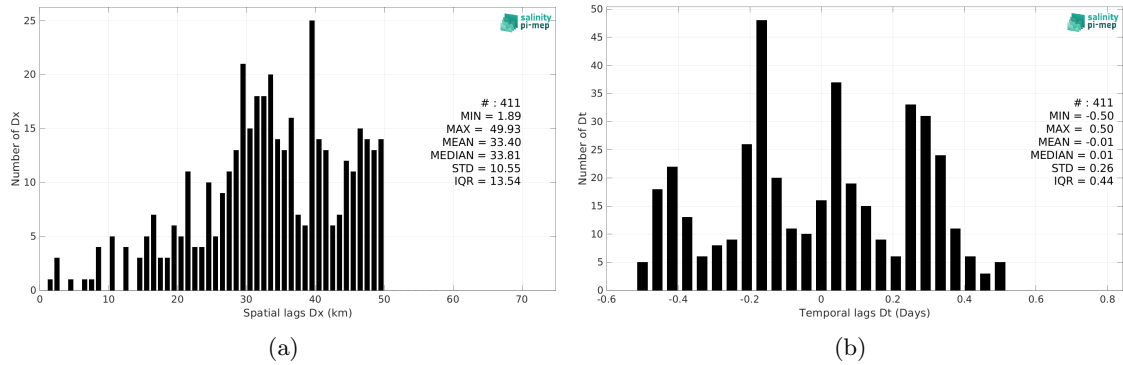 salinity
pi-mep
25
20
15
10
5
0
Number of Dx
# : 411
MIN = 1.89
MAX = 49.93
MEAN = 33.40
MEDIAN = 33.81
STD = 10.55
IQR = 13.54
0 10 20 30 40 50 60 70
Spatial lags Dx (km)
(a)
salinity
pi-mep
50
45
40
35
30
25
20
15
10
5
0
Number of Dt
# : 411
MIN = -0.50
MAX = 0.50
MEAN = -0.01
MEDIAN = 0.01
STD = 0.26
IQR = 0.44
-0.6 -0.4 -0.2 0 0.2 0.4 0.6 0.8
Temporal lags Dt (Days)
(b)